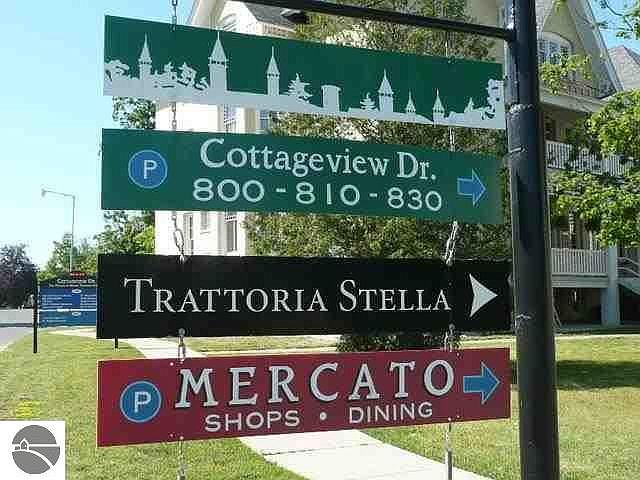 P Cottageview Dr.
800 - 810 - 830
TRATTORIA STELLA
P MERCATO
SHOPS • DINING